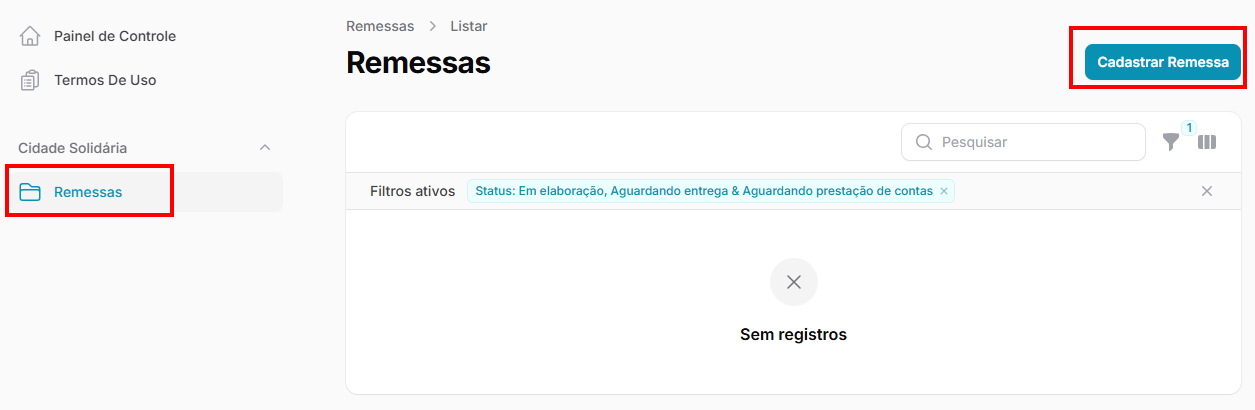 Painel de Controle
Termos De Uso
Cidade Solidária
Remessas
Remessas > Listar
Remessas
Cadastrar Remessa
Pesquisar
1
Filtros ativos Status: Em elaboração, Aguardando entrega & Aguardando prestação de contas ×
Sem registros